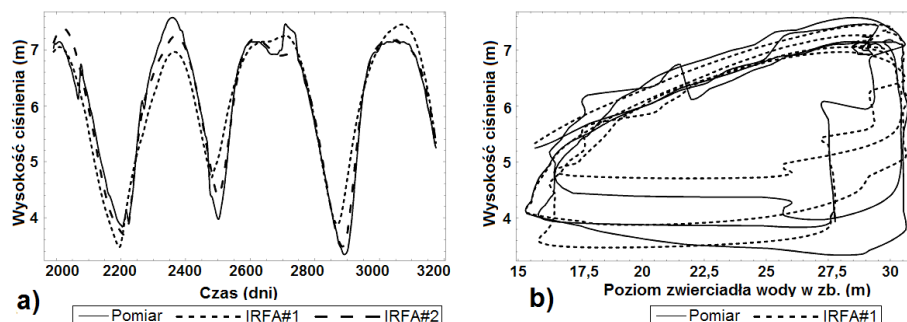 Wysokość ciśnienia (m)
7
6
5
4
2000 2200 2400 2600 2800 3000 3200
Czas (dni)
a)
Pomiar IRFA#1 IRFA#2
Wysokość ciśnienia (m)
7
6
5
4
15 17,5 20 22,5 25 27,5 30
Poziom zwierciadła wody w zb. (m)
b)
Pomiar IRFA#1